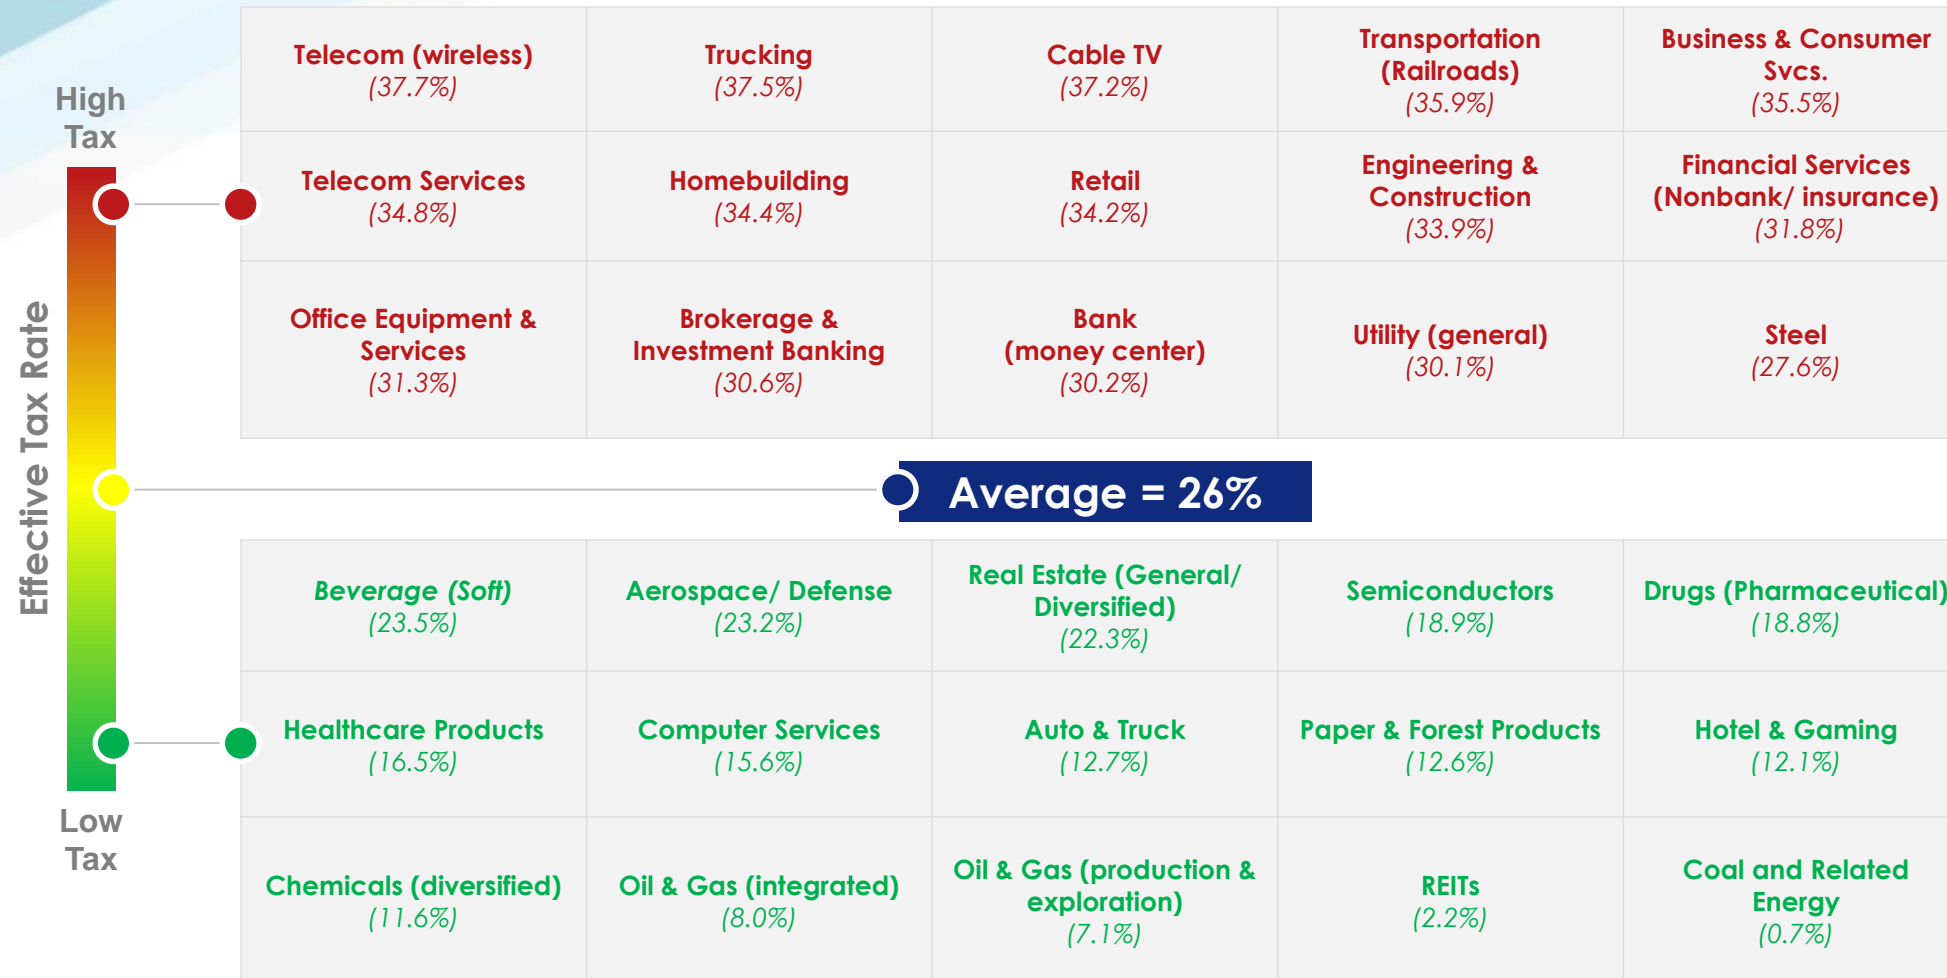 High
Tax
Effective Tax Rate
Low
Tax
Telecom (wireless)
(37.7%)
Trucking
(37.5%)
Cable TV
(37.2%)
Transportation
(Railroads)
(35.9%)
Business & Consumer
Svcs.
(35.5%)
Telecom Services
(34.8%)
Homebuilding
(34.4%)
Retail
(34.2%)
Engineering &
Construction
(33.9%)
Financial Services
(Nonbank/ insurance)
(31.8%)
Office Equipment &
Services
(31.3%)
Brokerage &
Investment Banking
(30.6%)
Bank
(money center)
(30.2%)
Utility (general)
(30.1%)
Steel
(27.6%)
Average = 26%
Beverage (Soft)
(23.5%)
Aerospace/ Defense
(23.2%)
Real Estate (General/
Diversified)
(22.3%)
Semiconductors
(18.9%)
Drugs (Pharmaceutical)
(18.8%)
Healthcare Products
(16.5%)
Computer Services
(15.6%)
Auto & Truck
(12.7%)
Paper & Forest Products
(12.6%)
Hotel & Gaming
(12.1%)
Chemicals (diversified)
(11.6%)
Oil & Gas (integrated)
(8.0%)
Oil & Gas (production &
exploration)
(7.1%)
REITs
(2.2%)
Coal and Related
Energy
(0.7%)